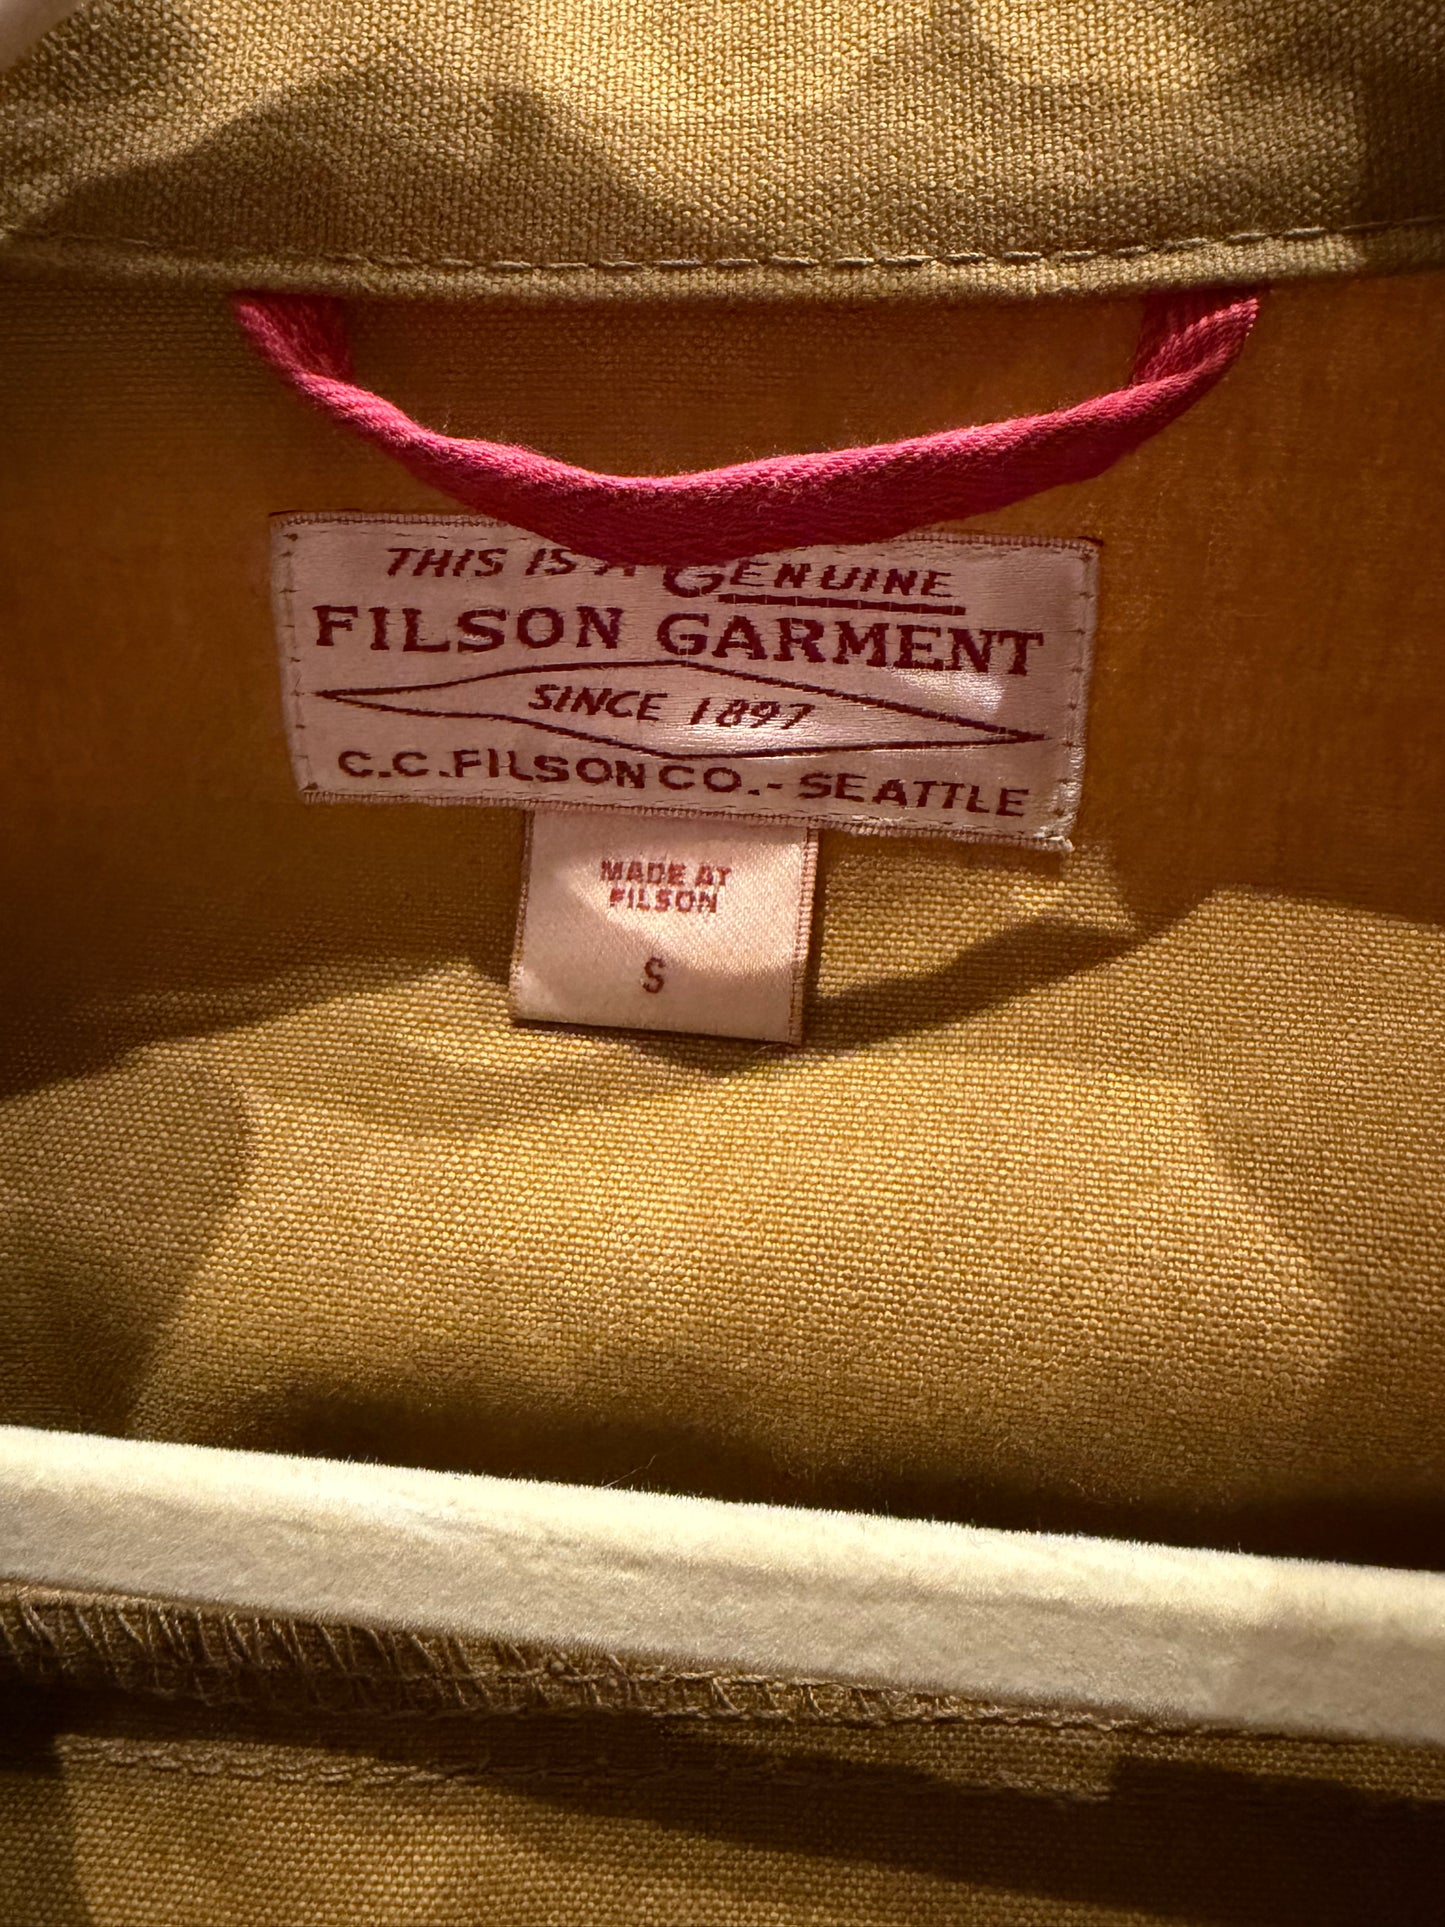 THIS IS A GENUINE
FILSON GARMENT
SINCE 1897
C.C.FILSON CO.-SEATTLE
MADE AT
FILSON
S